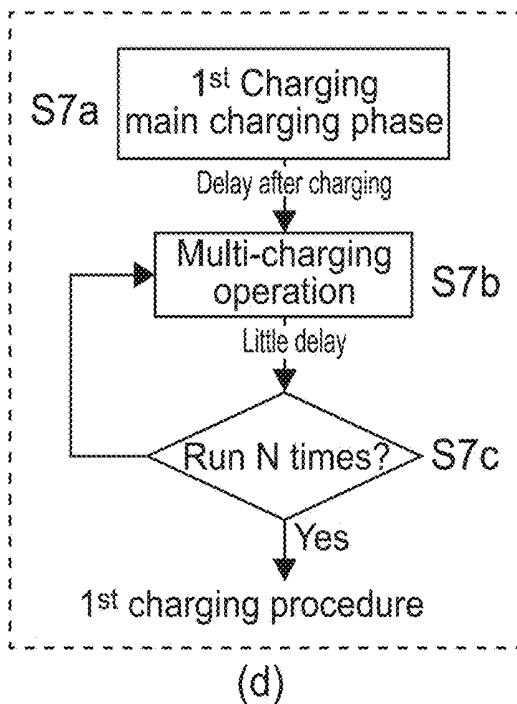 1st Charging
S7a
main charging phase
Delay after charging
Multi-charging
operation
S7b
Little delay
Run N times?
S7c
Yes
1st charging procedure
(d)